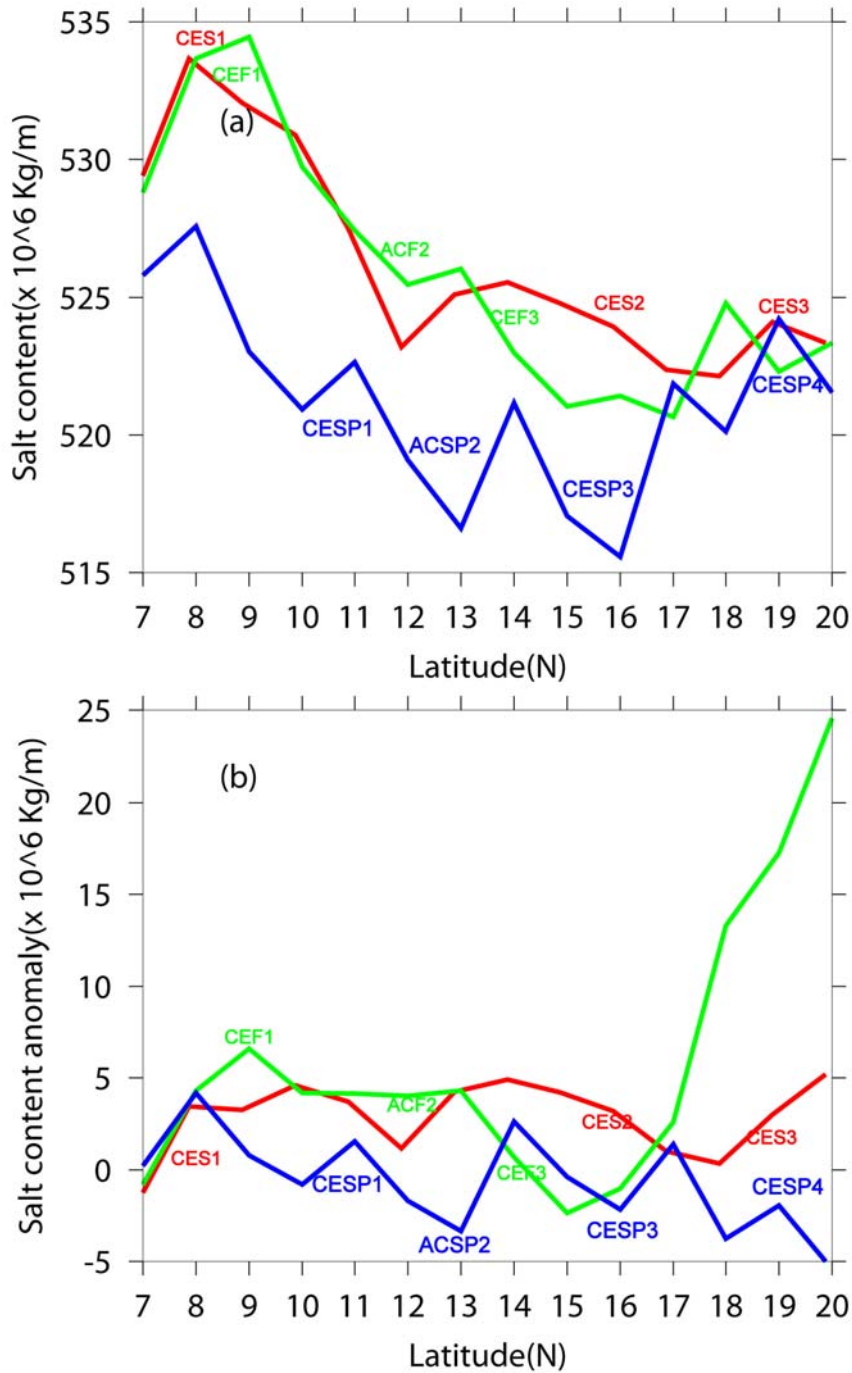 535
CES1
CEF1
(a)
530
Salt content(x 10^6 Kg/m)
ACF2
525
CEF3
CES2
CES3
CESP4
520
CESP1
ACSP2
CESP3
515
7 8 9 10 11 12 13 14 15 16 17 18 19 20
Latitude(N)
25
(b)
20
Salt content anomaly(x 10^6 Kg/m)
15
10
CEF1
5
ACF2
CES2
CES3
0
CES1
CEF3
CESP1
CESP4
ACSP2
CESP3
-5
7 8 9 10 11 12 13 14 15 16 17 18 19 20
Latitude(N)